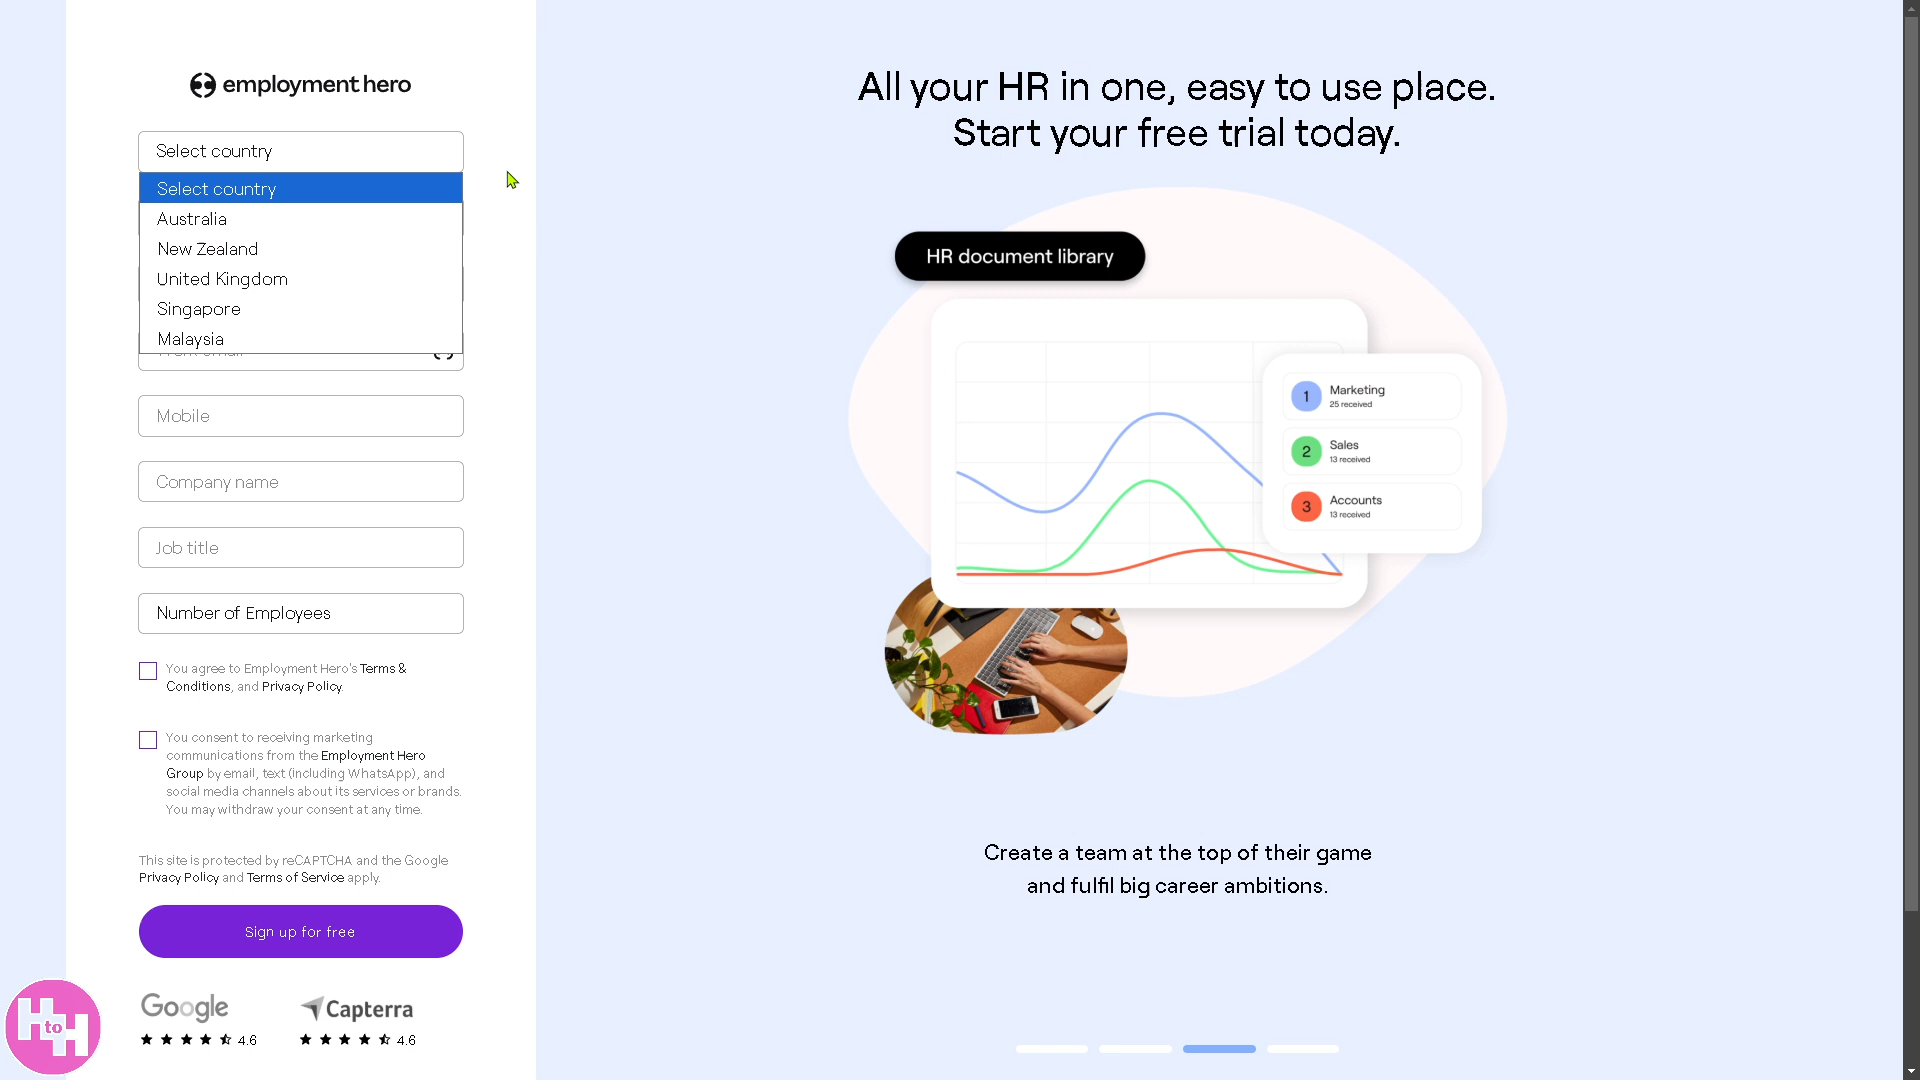 employment hero
Select country
Select country
Australia
New Zealand
United Kingdom
Singapore
Malaysia
Mobile
Company name
Job title
Number of Employees
You agree to Employment Hero's Terms &
Conditions, and Privacy Policy.
You consent to receiving marketing
communications from the Employment Hero
Group by email, text (including WhatsApp), and
social media channels about its services or brands.
You may withdraw your consent at any time.
This site is protected by reCAPTCHA and the Google
Privacy Policy and Terms of Service apply.
Sign up for free
Google
4.6
Capterra
4.6
H to H
All your HR in one, easy to use place.
Start your free trial today.
HR document library
1 Marketing
25 received
2 Sales
13 received
3 Accounts
13 received
Create a team at the top of their game
and fulfil big career ambitions.